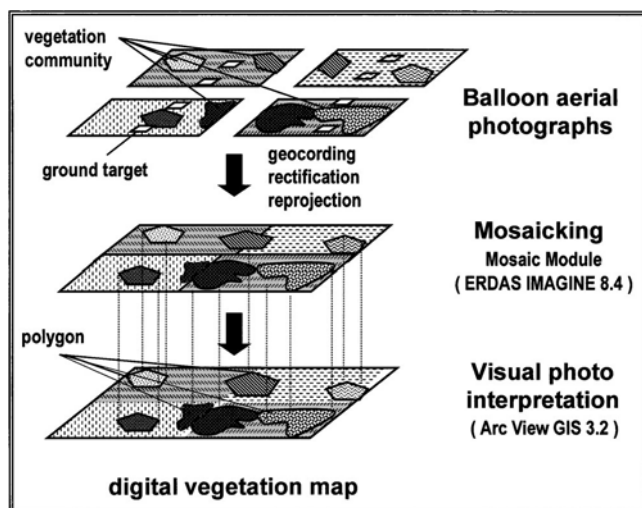 vegetation
community
Balloon aerial
photographs
ground target
geocording
rectification
reprojection
Mosaicking
Mosaic Module
( ERDAS IMAGINE 8.4 )
polygon
Visual photo
interpretation
( Arc View GIS 3.2 )
digital vegetation map